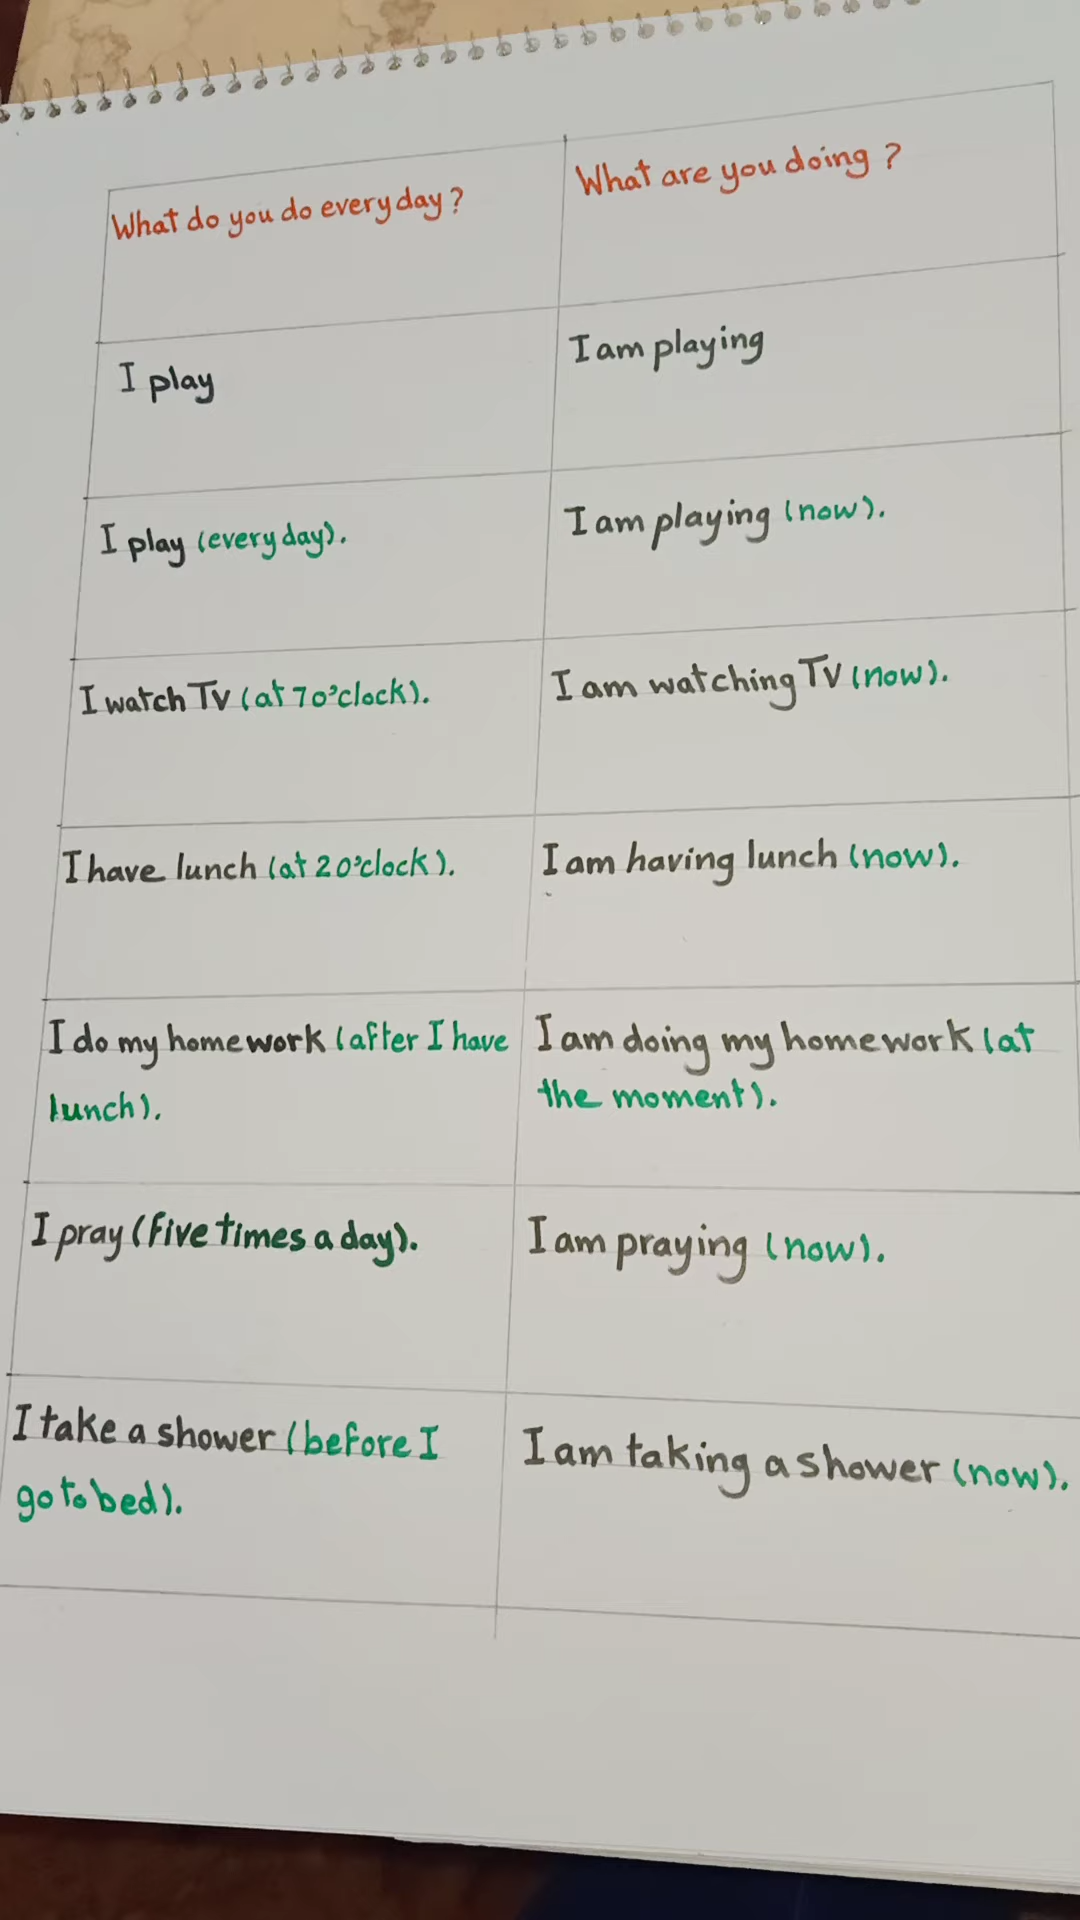 What do you do every day ?
What are you doing ?
I play
I am playing
I play (every day).
I am playing (now).
I watch TV (at 7 o'clock).
I am watching TV (now).
I have lunch (at 2 o'clock).
I am having lunch (now).
I do my homework (after I have
lunch).
I am doing my homework (at
the moment).
I pray (five times a day).
I am praying (now).
I take a shower (before I
go to bed).
I am taking a shower (now).